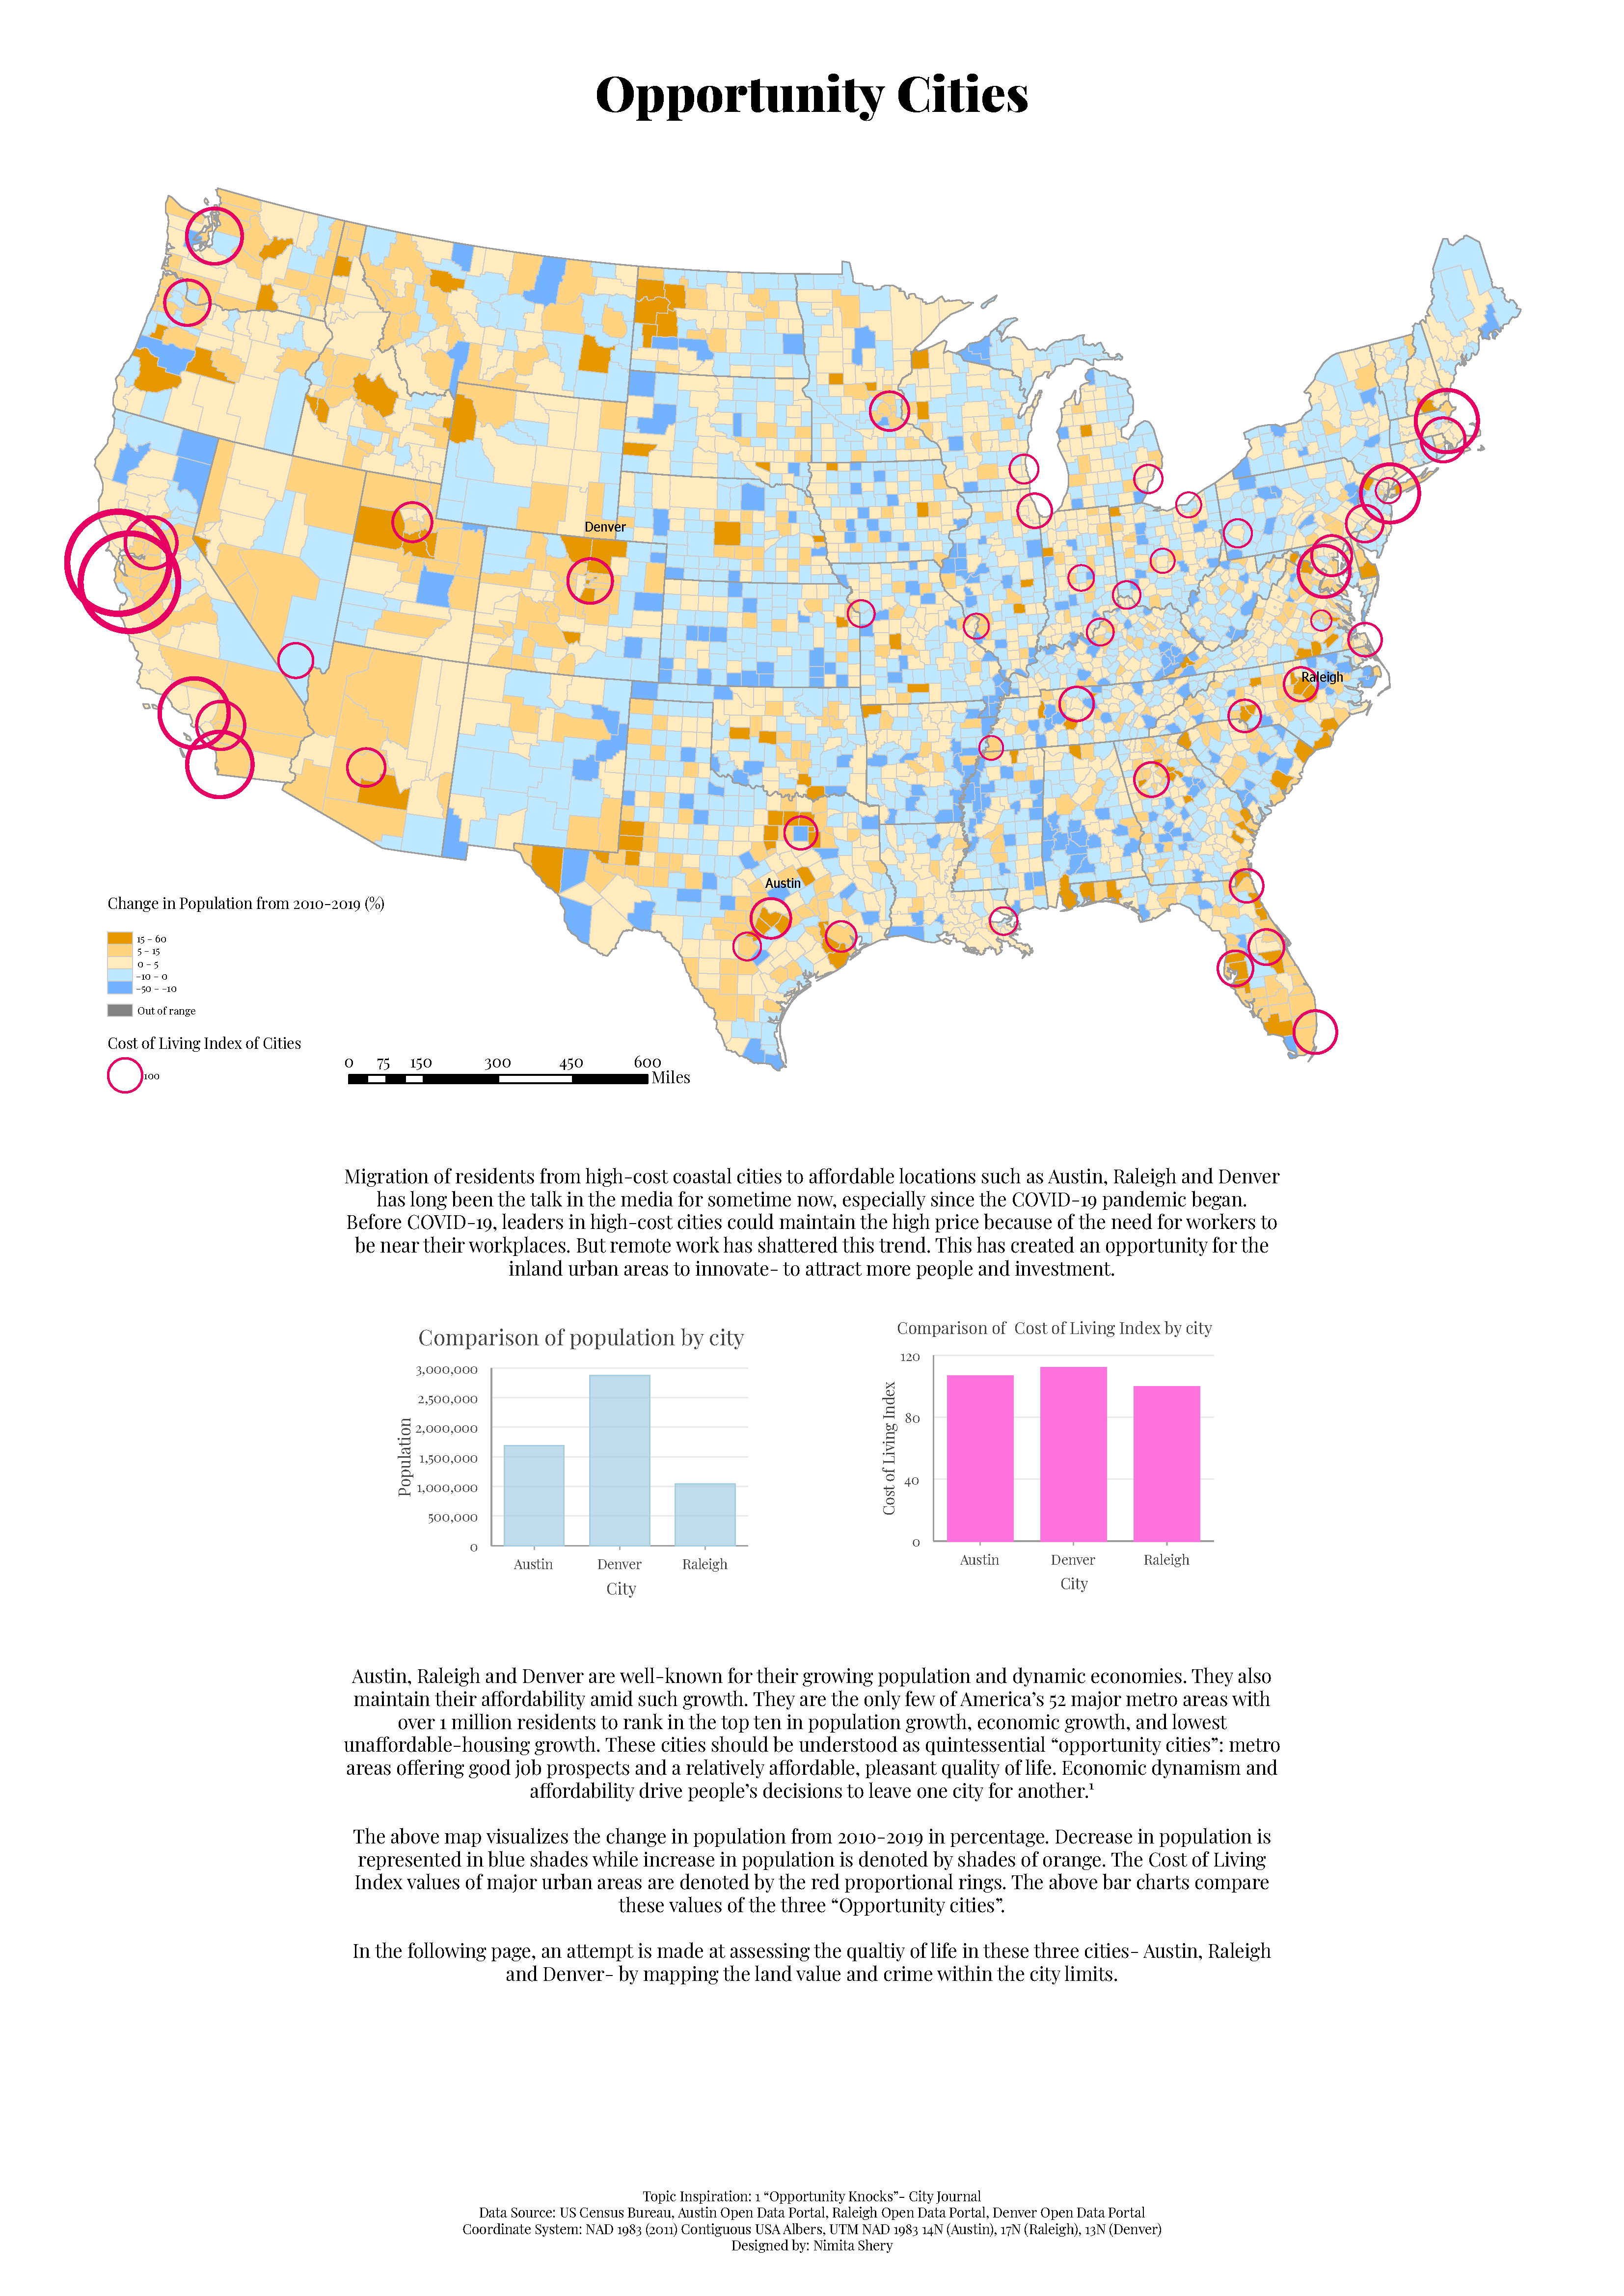 Opportunity Cities
Denver
Raleigh
Austin
Change in Population from 2010-2019 (%)
15 - 60
5 - 15
0 - 5
-10 - 0
-50 - -10
Out of range
Cost of Living Index of Cities
100
0 75 150 300 450 600
Miles
Migration of residents from high-cost coastal cities to affordable locations such as Austin, Raleigh and Denver
has long been the talk in the media for sometime now, especially since the COVID-19 pandemic began.
Before COVID-19, leaders in high-cost cities could maintain the high price because of the need for workers to
be near their workplaces. But remote work has shattered this trend. This has created an opportunity for the
inland urban areas to innovate- to attract more people and investment.
Comparison of population by city
3,000,000
2,500,000
2,000,000
1,500,000
1,000,000
500,000
0
Population
Austin Denver Raleigh
City
Comparison of Cost of Living Index by city
120
80
40
0
Cost of Living Index
Austin Denver Raleigh
City
Austin, Raleigh and Denver are well-known for their growing population and dynamic economies. They also
maintain their affordability amid such growth. They are the only few of America's 52 major metro areas with
over 1 million residents to rank in the top ten in population growth, economic growth, and lowest
unaffordable-housing growth. These cities should be understood as quintessential “opportunity cities”: metro
areas offering good job prospects and a relatively affordable, pleasant quality of life. Economic dynamism and
affordability drive people's decisions to leave one city for another.¹
The above map visualizes the change in population from 2010-2019 in percentage. Decrease in population is
represented in blue shades while increase in population is denoted by shades of orange. The Cost of Living
Index values of major urban areas are denoted by the red proportional rings. The above bar charts compare
these values of the three “Opportunity cities”.
In the following page, an attempt is made at assessing the qualtiy of life in these three cities- Austin, Raleigh
and Denver- by mapping the land value and crime within the city limits.
Topic Inspiration: 1 “Opportunity Knocks”- City Journal
Data Source: US Census Bureau, Austin Open Data Portal, Raleigh Open Data Portal, Denver Open Data Portal
Coordinate System: NAD 1983 (2011) Contiguous USA Albers, UTM NAD 1983 14N (Austin), 17N (Raleigh), 13N (Denver)
Designed by: Nimita Shery